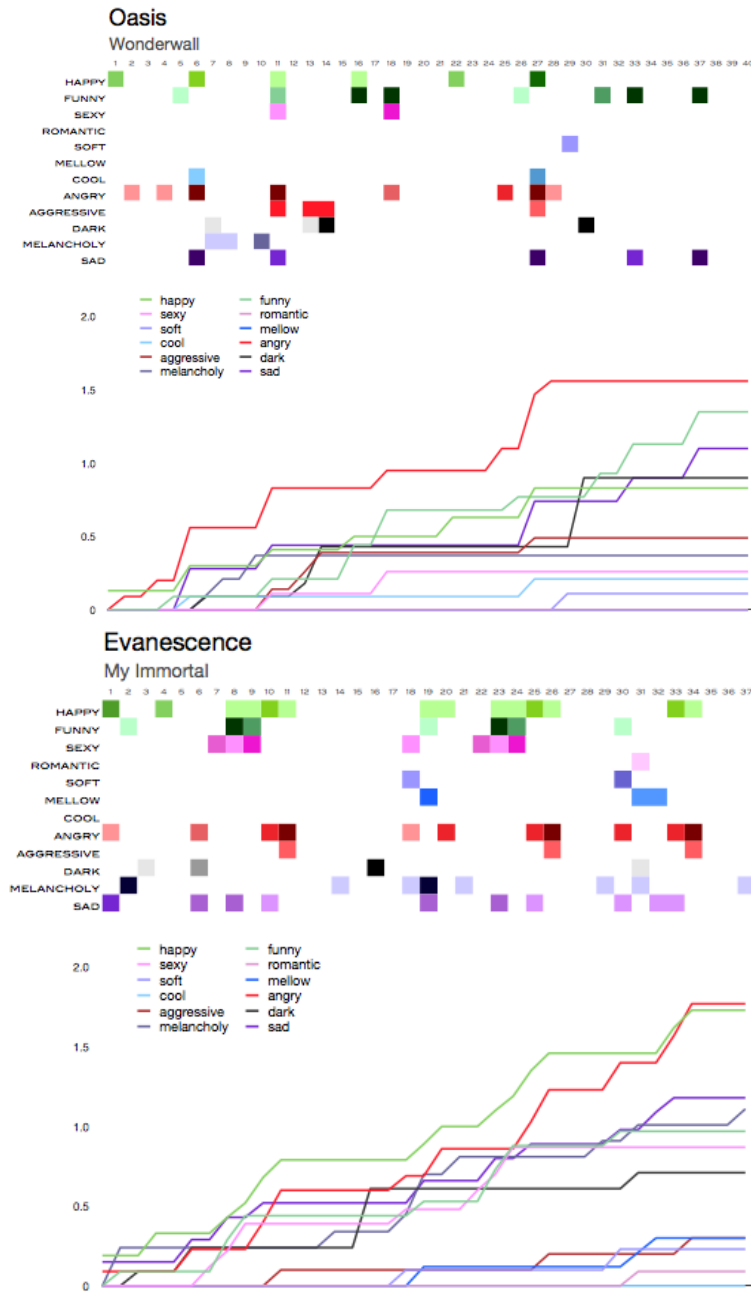 Oasis
Wonderwall
1 2 3 4 5 6 7 8 9 10 11 12 13 14 15 16 17 18 19 20 21 22 23 24 25 26 27 28 29 30 31 32 33 34 35 36 37 38 39 40
HAPPY
FUNNY
SEXY
ROMANTIC
SOFT
MELLOW
COOL
ANGRY
AGGRESSIVE
DARK
MELANCHOLY
SAD
2.0
happy funny
sexy romantic
soft mellow
cool angry
aggressive dark
melancholy sad
1.5
1.0
0.5
0
Evanescence
My Immortal
1 2 3 4 5 6 7 8 9 10 11 12 13 14 15 16 17 18 19 20 21 22 23 24 25 26 27 28 29 30 31 32 33 34 35 36 37
HAPPY
FUNNY
SEXY
ROMANTIC
SOFT
MELLOW
COOL
ANGRY
AGGRESSIVE
DARK
MELANCHOLY
SAD
2.0
happy funny
sexy romantic
soft mellow
cool angry
aggressive dark
melancholy sad
1.5
1.0
0.5
0